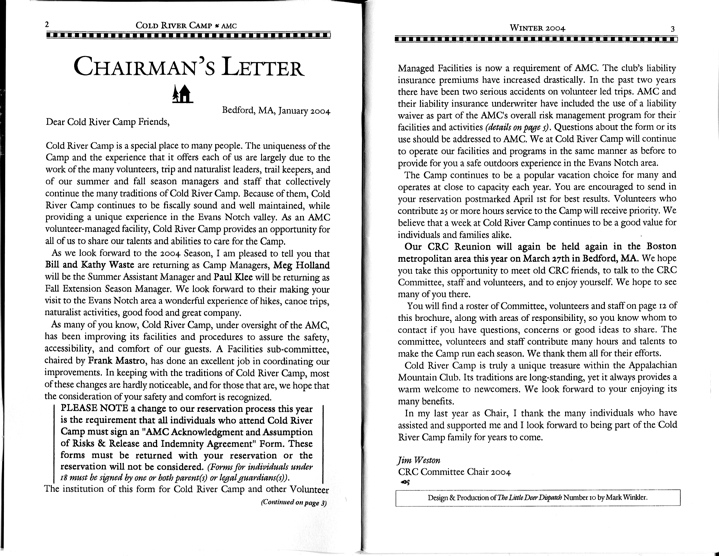 2
COLD RIVER CAMP • AMC
CHAIRMAN'S LETTER
Bedford, MA, January 2004
Dear Cold River Camp Friends,
Cold River Camp is a special place to many people. The uniqueness of the
Camp and the experience that it offers each of us are largely due to the
work of the many volunteers, trip and naturalist leaders, trail keepers, and
of our summer and fall season managers and staff that collectively
continue the many traditions of Cold River Camp. Because of them, Cold
River Camp continues to be fiscally sound and well maintained, while
providing a unique experience in the Evans Notch valley. As an AMC
volunteer-managed facility, Cold River Camp provides an opportunity for
all of us to share our talents and abilities to care for the Camp.
As we look forward to the 2004 Season, I am pleased to tell you that
Bill and Kathy Waste are returning as Camp Managers, Meg Holland
will be the Summer Assistant Manager and Paul Klee will be returning as
Fall Extension Season Manager. We look forward to their making your
visit to the Evans Notch area a wonderful experience of hikes, canoe trips,
naturalist activities, good food and great company.
As many of you know, Cold River Camp, under oversight of the AMC,
has been improving its facilities and procedures to assure the safety,
accessibility, and comfort of our guests. A Facilities sub-committee,
chaired by Frank Mastro, has done an excellent job in coordinating our
improvements. In keeping with the traditions of Cold River Camp, most
of these changes are hardly noticeable, and for those that are, we hope that
the consideration of your safety and comfort is recognized.
PLEASE NOTE a change to our reservation process this year
is the requirement that all individuals who attend Cold River
Camp must sign an "AMC Acknowledgment and Assumption
of Risks & Release and Indemnity Agreement" Form. These
forms must be returned with your reservation or the
reservation will not be considered. (Forms for individuals under
18 must be signed by one or both parent(s) or legal guardian(s)).
The institution of this form for Cold River Camp and other Volunteer
(Continued on page 3)
WINTER 2004
3
Managed Facilities is now a requirement of AMC. The club's liability
insurance premiums have increased drastically. In the past two years
there have been two serious accidents on volunteer led trips. AMC and
their liability insurance underwriter have included the use of a liability
waiver as part of the AMC's overall risk management program for their
facilities and activities (details on page 5). Questions about the form or its
use should be addressed to AMC. We at Cold River Camp will continue
to operate our facilities and programs in the same manner as before to
provide for you a safe outdoors experience in the Evans Notch area.
The Camp continues to be a popular vacation choice for many and
operates at close to capacity each year. You are encouraged to send in
your reservation postmarked April 1st for best results. Volunteers who
contribute 25 or more hours service to the Camp will receive priority. We
believe that a week at Cold River Camp continues to be a good value for
individuals and families alike.
Our CRC Reunion will again be held again in the Boston
metropolitan area this year on March 27th in Bedford, MA. We hope
you take this opportunity to meet old CRC friends, to talk to the CRC
Committee, staff and volunteers, and to enjoy yourself. We hope to see
many of you there.
You will find a roster of Committee, volunteers and staff on page 12 of
this brochure, along with areas of responsibility, so you know whom to
contact if you have questions, concerns or good ideas to share. The
committee, volunteers and staff contribute many hours and talents to
make the Camp run each season. We thank them all for their efforts.
Cold River Camp is truly a unique treasure within the Appalachian
Mountain Club. Its traditions are long-standing, yet it always provides a
warm welcome to newcomers. We look forward to your enjoying its
many benefits.
In my last year as Chair, I thank the many individuals who have
assisted and supported me and I look forward to being part of the Cold
River Camp family for years to come.
Jim Weston
CRC Committee Chair 2004
Design & Production of The Little Deer Dispatch Number 10 by Mark Winkler.